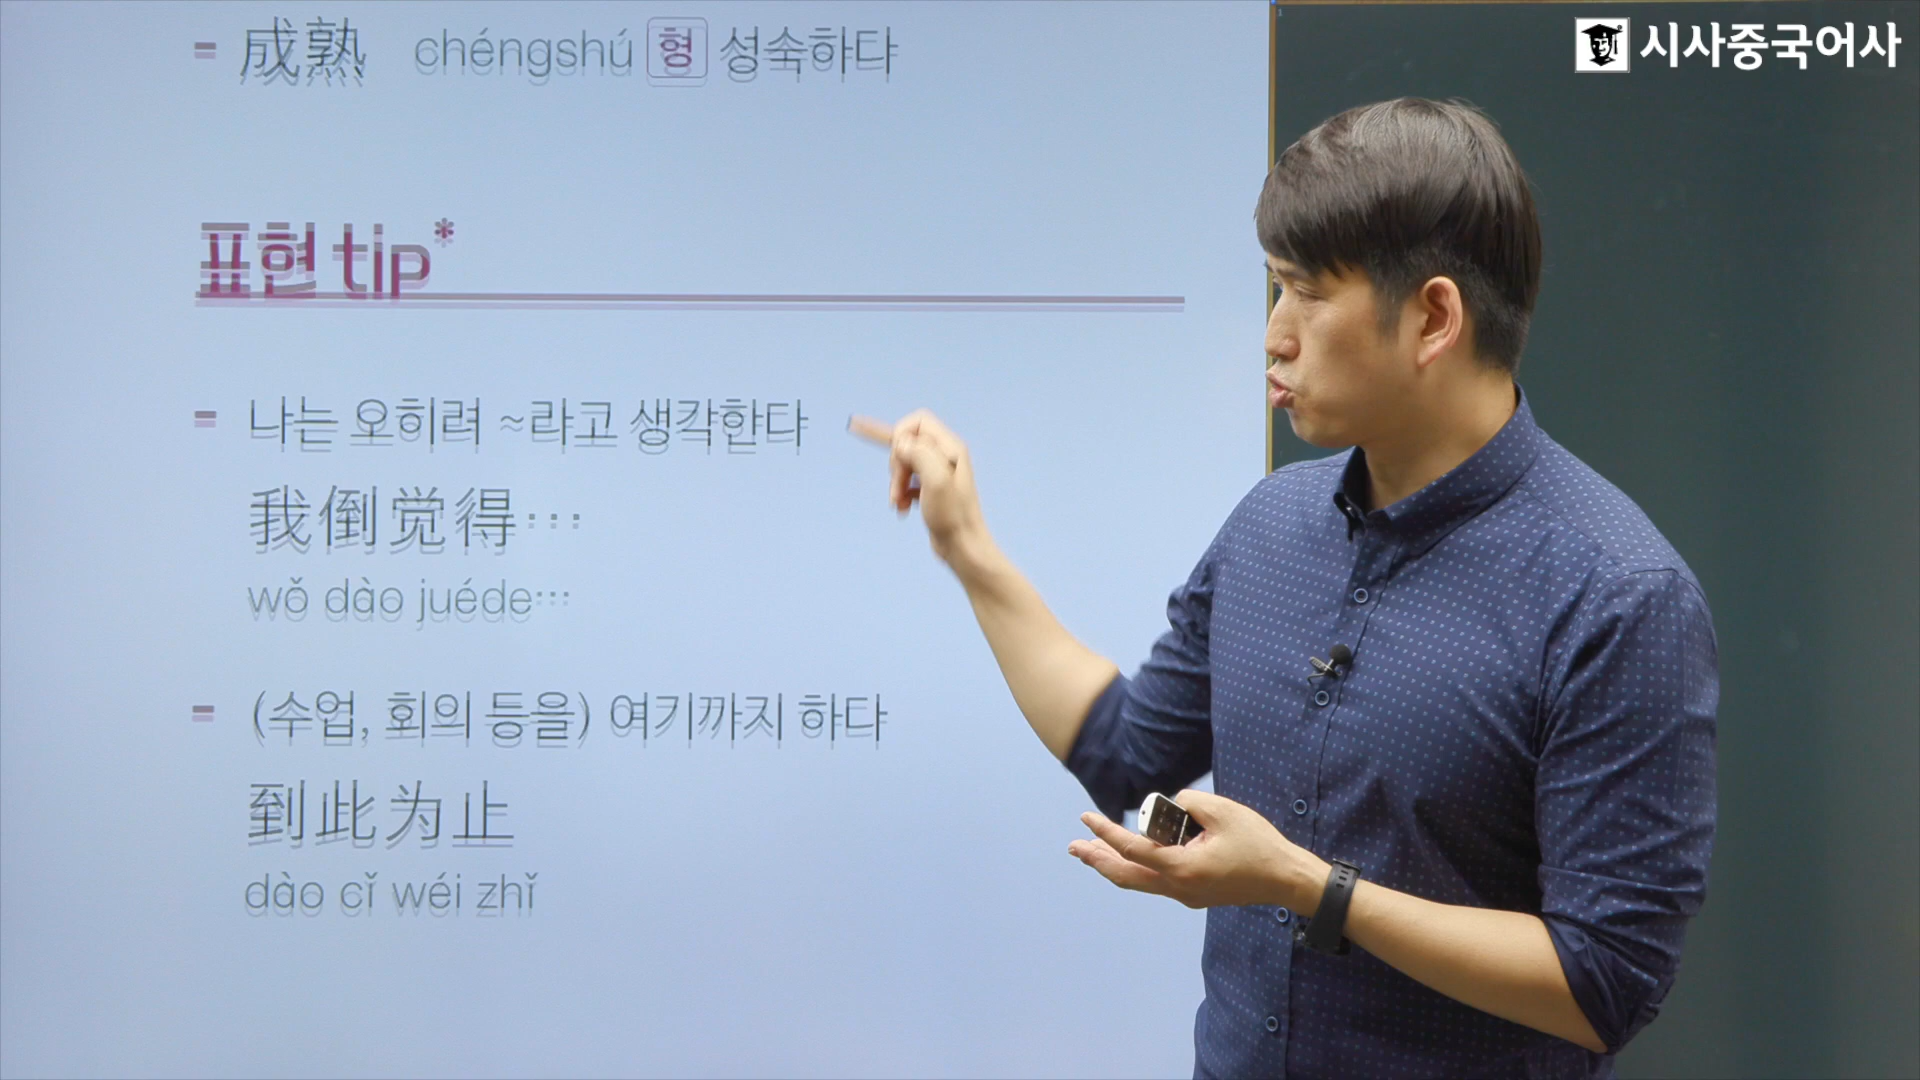 시사중국어사
成熟 chéngshú 형 성숙하다
표현 tip*
나는 오히려 ~라고 생각한다
我倒觉得…
wǒ dào juéde…
(수업, 회의 등을) 여기까지 하다
到此为止
dào cǐ wéi zhǐ